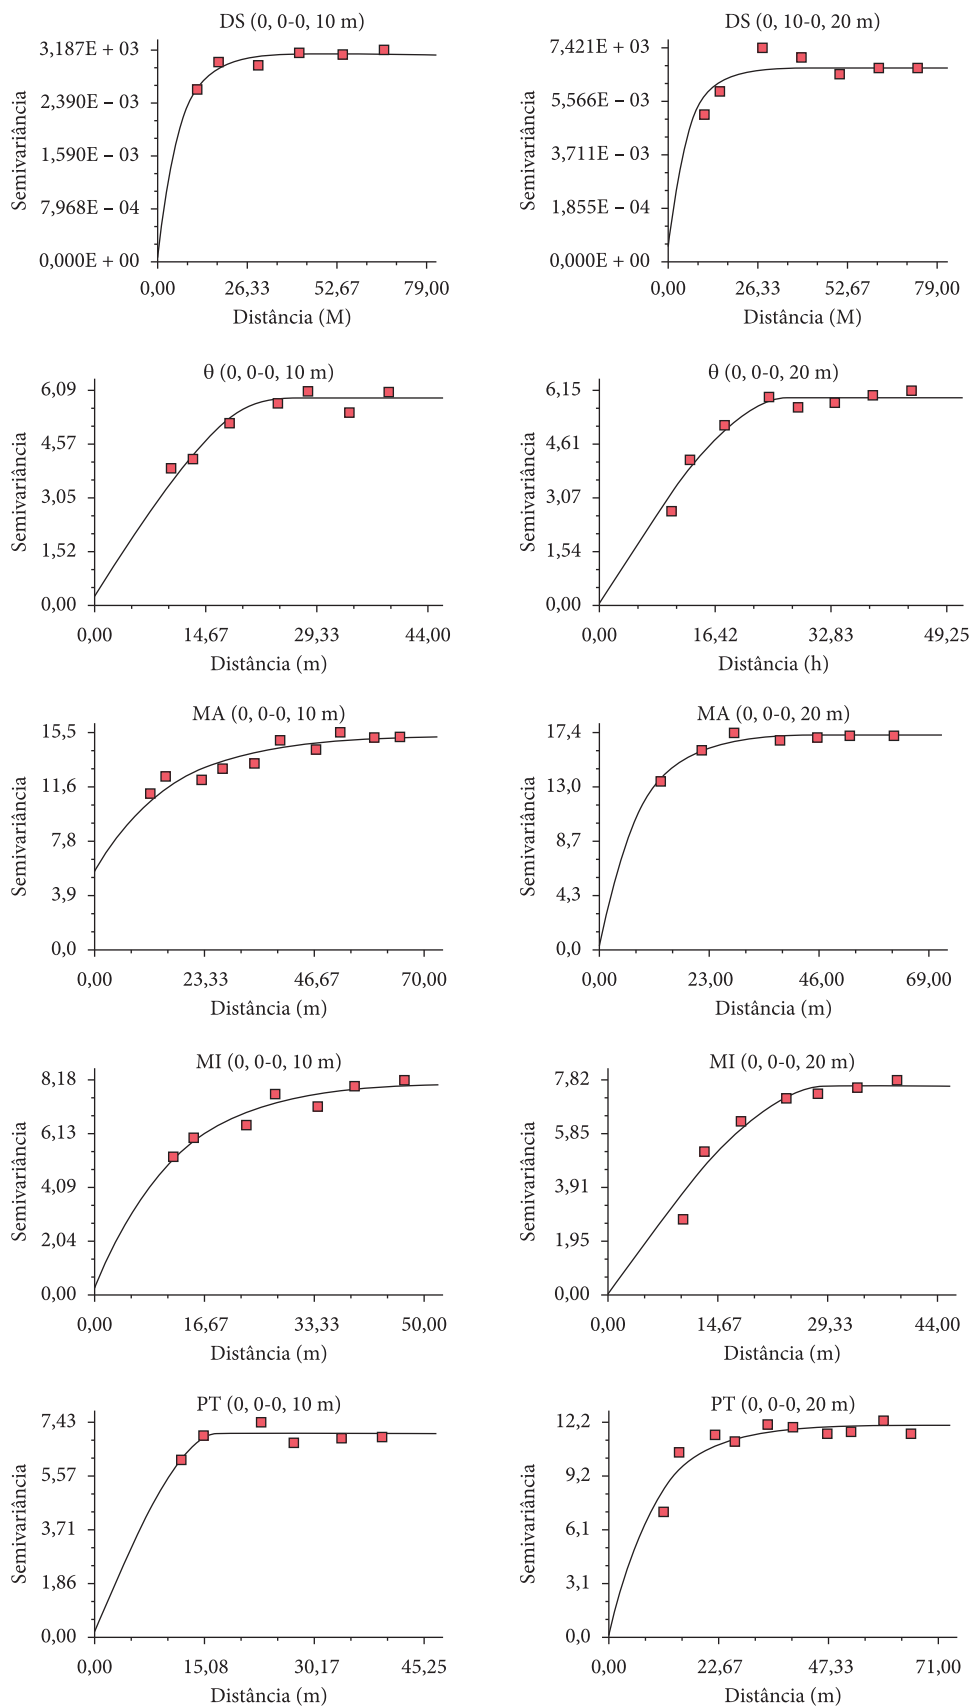 DS (0, 0-0, 10 m)
Semivariância
3,187E + 03
2,390E – 03
1,590E – 03
7,968E – 04
0,000E + 00
0,00 26,33 52,67 79,00
Distância (M)
DS (0, 10-0, 20 m)
Semivariância
7,421E + 03
5,566E – 03
3,711E – 03
1,855E – 04
0,000E + 00
0,00 26,33 52,67 79,00
Distância (M)
θ (0, 0-0, 10 m)
Semivariância
6,09
4,57
3,05
1,52
0,00
0,00 14,67 29,33 44,00
Distância (m)
θ (0, 0-0, 20 m)
Semivariância
6,15
4,61
3,07
1,54
0,00
0,00 16,42 32,83 49,25
Distância (h)
MA (0, 0-0, 10 m)
Semivariância
15,5
11,6
7,8
3,9
0,0
0,00 23,33 46,67 70,00
Distância (m)
MA (0, 0-0, 20 m)
Semivariância
17,4
13,0
8,7
4,3
0,0
0,00 23,00 46,00 69,00
Distância (m)
MI (0, 0-0, 10 m)
Semivariância
8,18
6,13
4,09
2,04
0,00
0,00 16,67 33,33 50,00
Distância (m)
MI (0, 0-0, 20 m)
Semivariância
7,82
5,85
3,91
1,95
0,00
0,00 14,67 29,33 44,00
Distância (m)
PT (0, 0-0, 10 m)
Semivariância
7,43
5,57
3,71
1,86
0,00
0,00 15,08 30,17 45,25
Distância (m)
PT (0, 0-0, 20 m)
Semivariância
12,2
9,2
6,1
3,1
0,0
0,00 22,67 47,33 71,00
Distância (m)